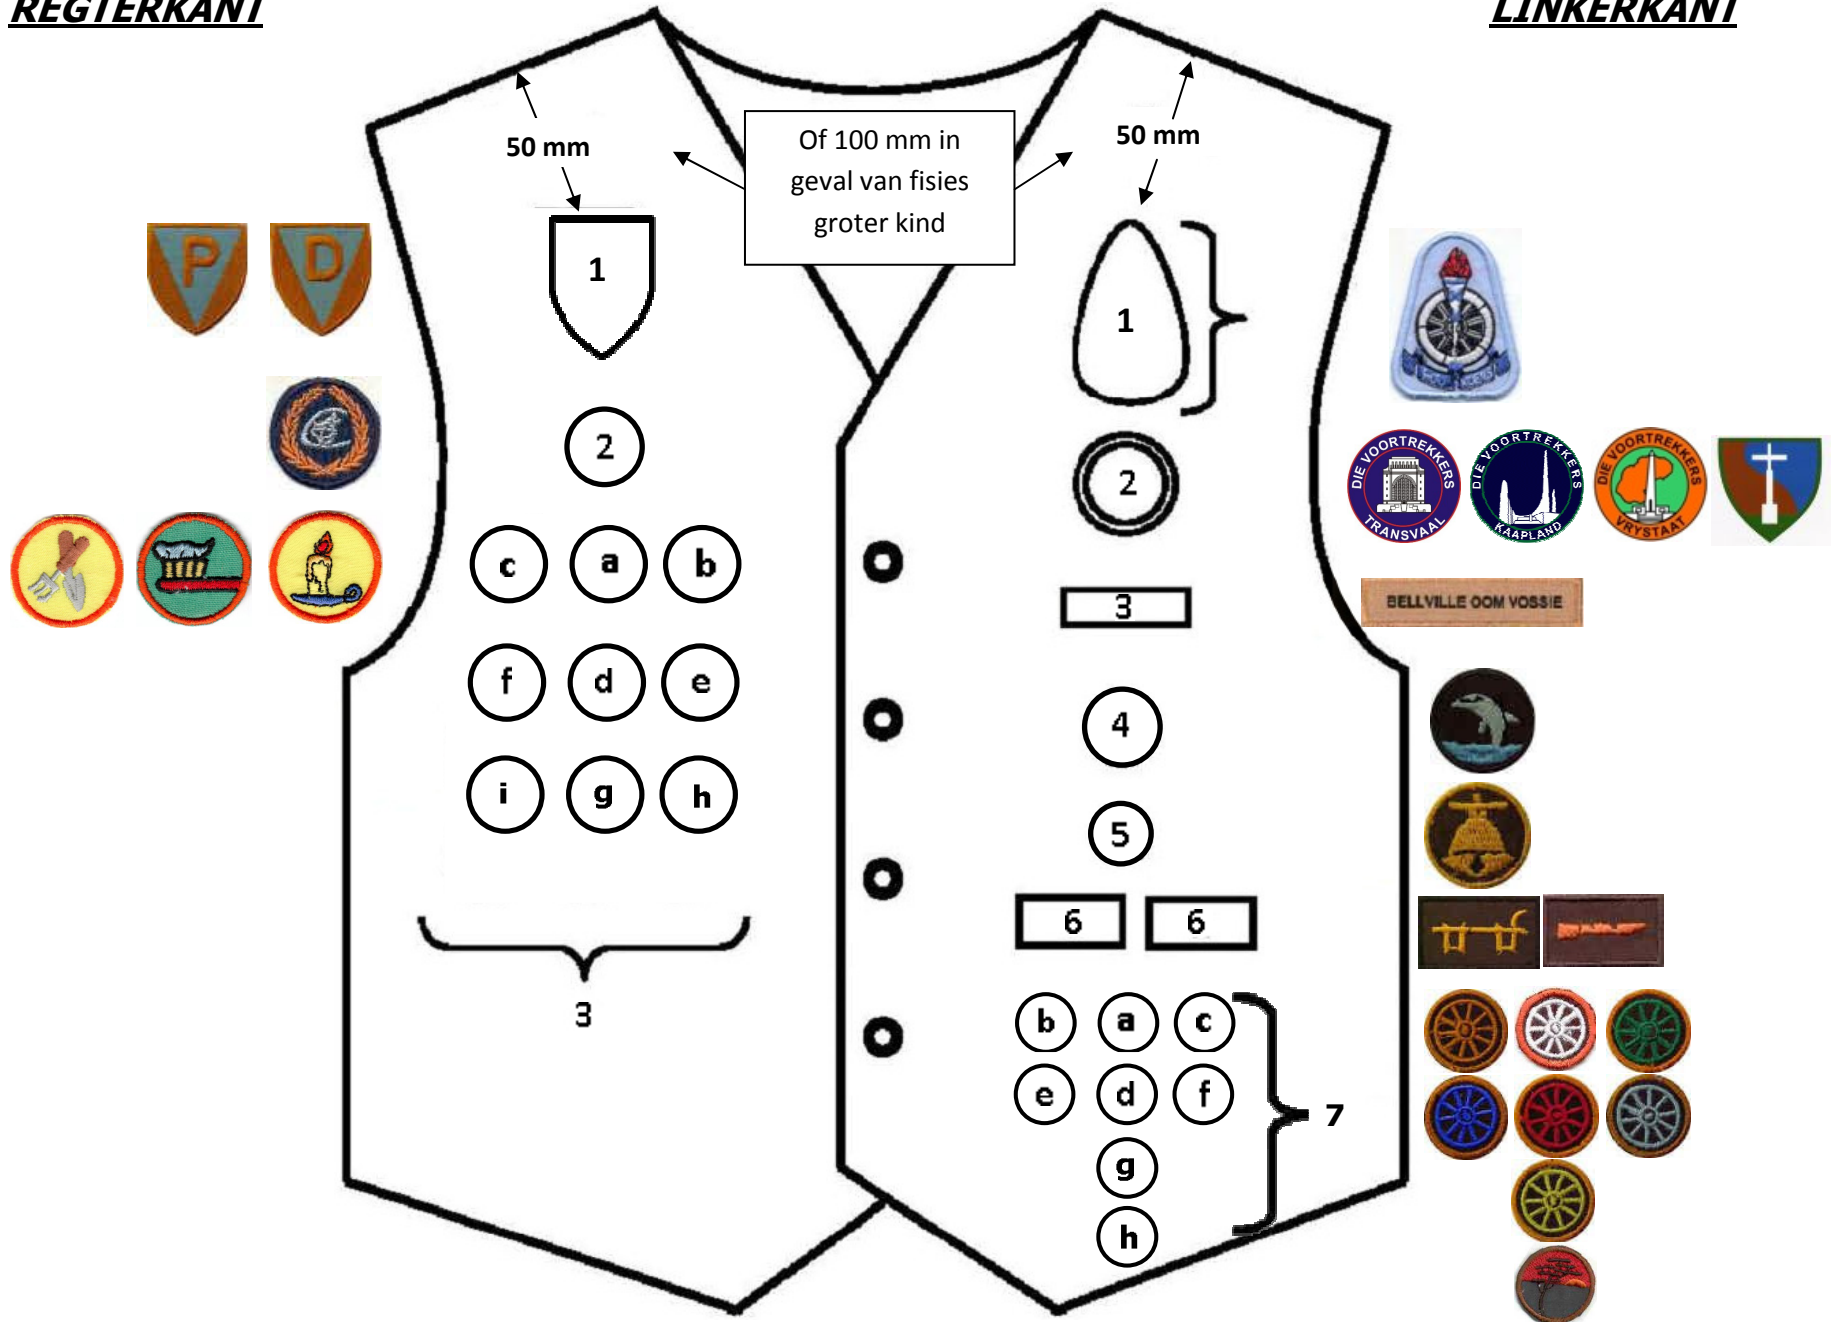 REGTERKANT
LINKERKANT
50 mm
Of 100 mm in
geval van fisies
groter kind
50 mm
P D
1
1
2
2
DIE VOORTREKKERS
TRANSVAAL
DIE VOORTREKKERS
KAAPLAND
DIE VOORTREKKERS
VRYSTAAT
c a b
3
BELLVILLE OOM VOSSIE
f d e
4
i g h
5
6 6
3
b a c
e d f
7
g
h